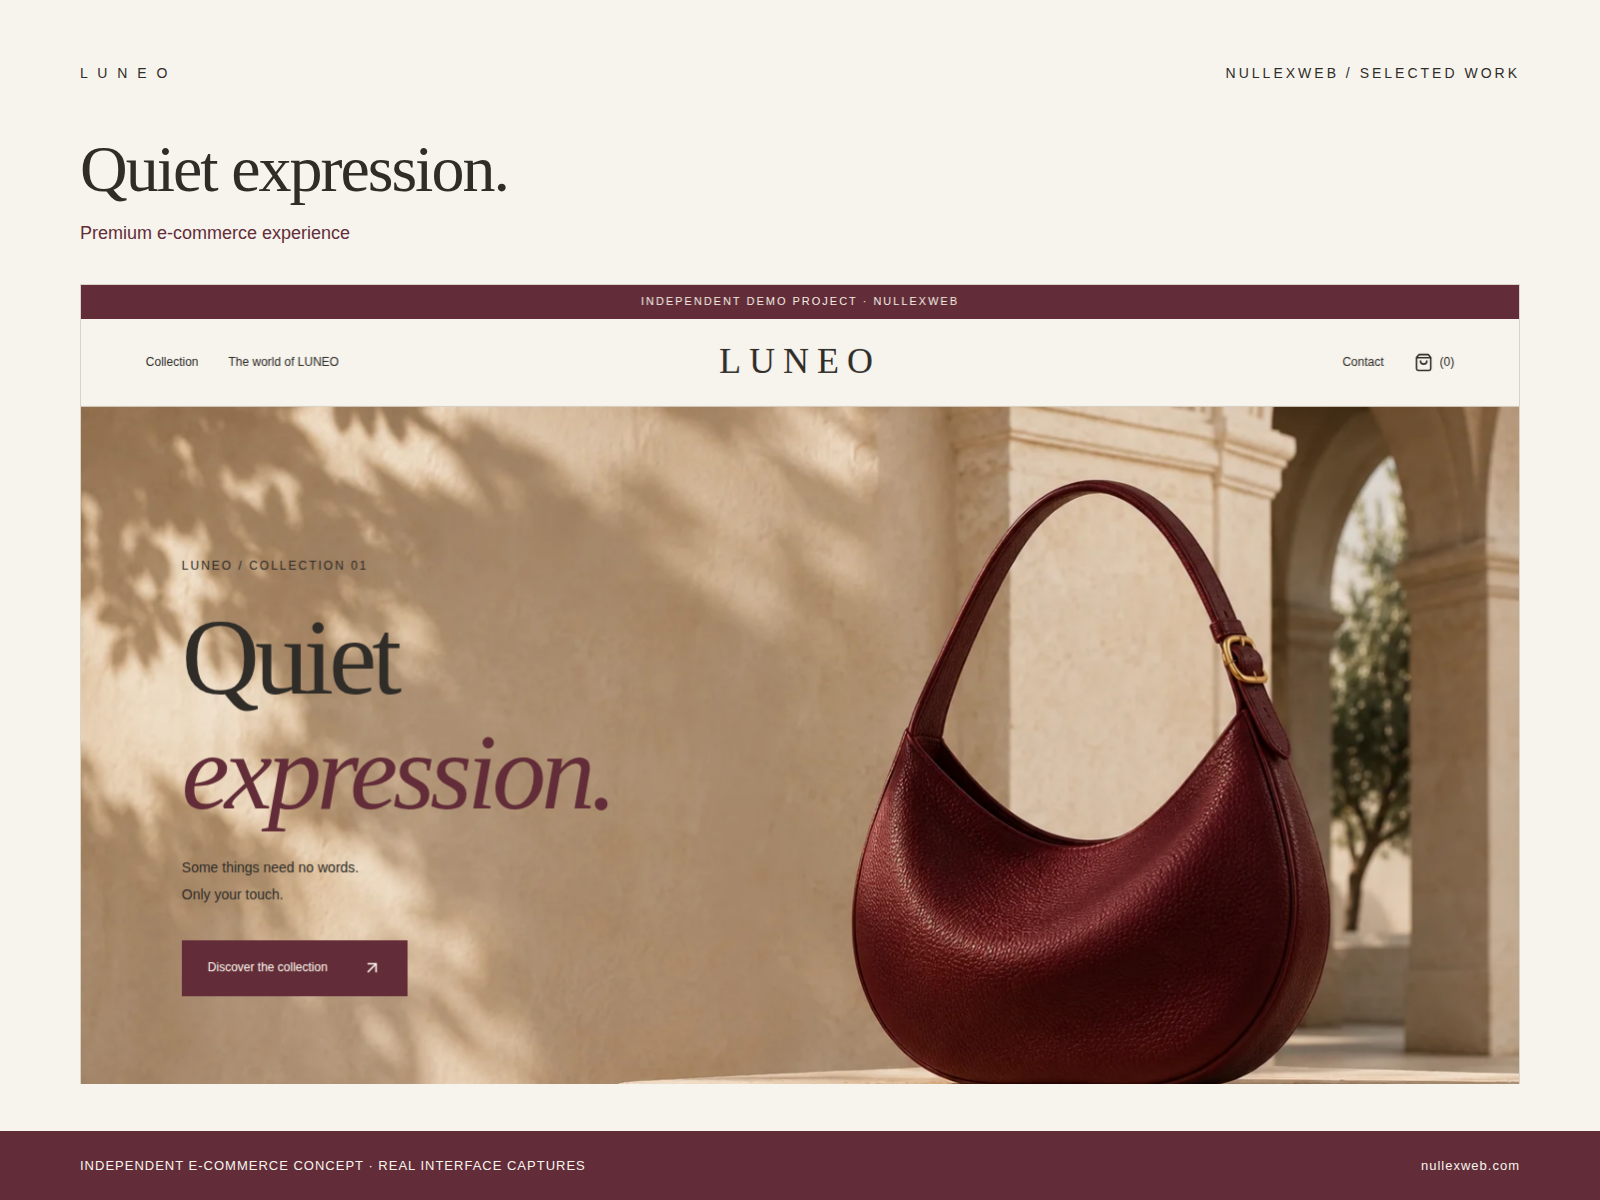 LUNEO
NULLEXWEB / SELECTED WORK
Quiet expression.
Premium e-commerce experience
INDEPENDENT DEMO PROJECT · NULLEXWEB
Collection
The world of LUNEO
LUNEO
Contact
(0)
LUNEO / COLLECTION 01
Quiet
expression.
Some things need no words.
Only your touch.
Discover the collection
INDEPENDENT E-COMMERCE CONCEPT · REAL INTERFACE CAPTURES
nullexweb.com